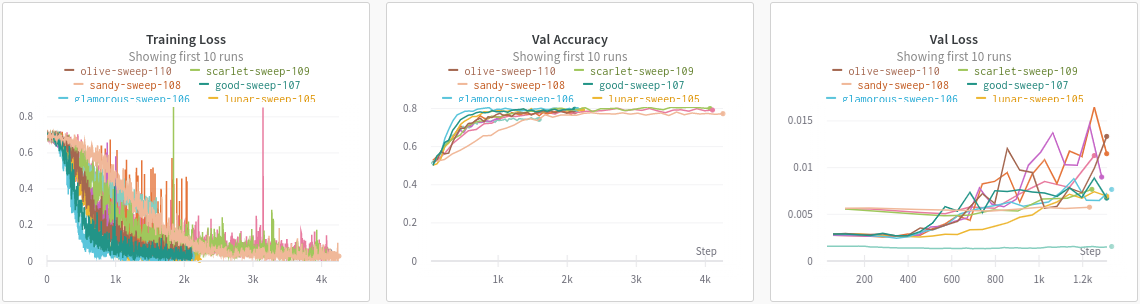 Training Loss
Showing first 10 runs
olive-sweep-110 scarlet-sweep-109
sandy-sweep-108 good-sweep-107
glamorous-sweep-106 lunar-sweep-105
0.8
0.6
0.4
0.2
0
0 1k 2k 3k 4k
Val Accuracy
Showing first 10 runs
olive-sweep-110 scarlet-sweep-109
sandy-sweep-108 good-sweep-107
glamorous-sweep-106 lunar-sweep-105
0.8
0.6
0.4
0.2
0
Step
1k 2k 3k 4k
Val Loss
Showing first 10 runs
olive-sweep-110 scarlet-sweep-109
sandy-sweep-108 good-sweep-107
glamorous-sweep-106 lunar-sweep-105
0.015
0.01
0.005
0
Step
200 400 600 800 1k 1.2k